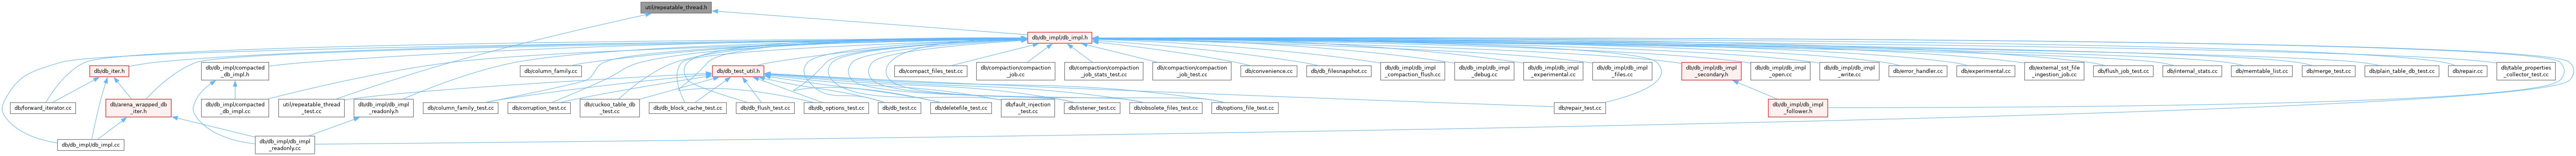 util/repeatable_thread.h
db/db_impl/db_impl.h
db/db_iter.h
db/db_impl/compacted
_db_impl.h
db/column_family.cc
db/db_test_util.h
db/compact_files_test.cc
db/compaction/compaction
_job.cc
db/compaction/compaction
_job_stats_test.cc
db/compaction/compaction
_job_test.cc
db/convenience.cc
db/db_filesnapshot.cc
db/db_impl/db_impl
_compaction_flush.cc
db/db_impl/db_impl
_debug.cc
db/db_impl/db_impl
_experimental.cc
db/db_impl/db_impl
_files.cc
db/db_impl/db_impl
_secondary.h
db/db_impl/db_impl
_open.cc
db/db_impl/db_impl
_write.cc
db/error_handler.cc
db/experimental.cc
db/external_sst_file
_ingestion_job.cc
db/flush_job_test.cc
db/internal_stats.cc
db/memtable_list.cc
db/merge_test.cc
db/plain_table_db_test.cc
db/repair.cc
db/table_properties
_collector_test.cc
db/forward_iterator.cc
db/arena_wrapped_db
_iter.h
db/db_impl/compacted
_db_impl.cc
util/repeatable_thread
_test.cc
db/db_impl/db_impl
_readonly.h
db/column_family_test.cc
db/corruption_test.cc
db/cuckoo_table_db
_test.cc
db/db_block_cache_test.cc
db/db_flush_test.cc
db/db_options_test.cc
db/db_test.cc
db/deletefile_test.cc
db/fault_injection
_test.cc
db/listener_test.cc
db/obsolete_files_test.cc
db/options_file_test.cc
db/repair_test.cc
db/db_impl/db_impl
_follower.h
db/db_impl/db_impl.cc
db/db_impl/db_impl
_readonly.cc